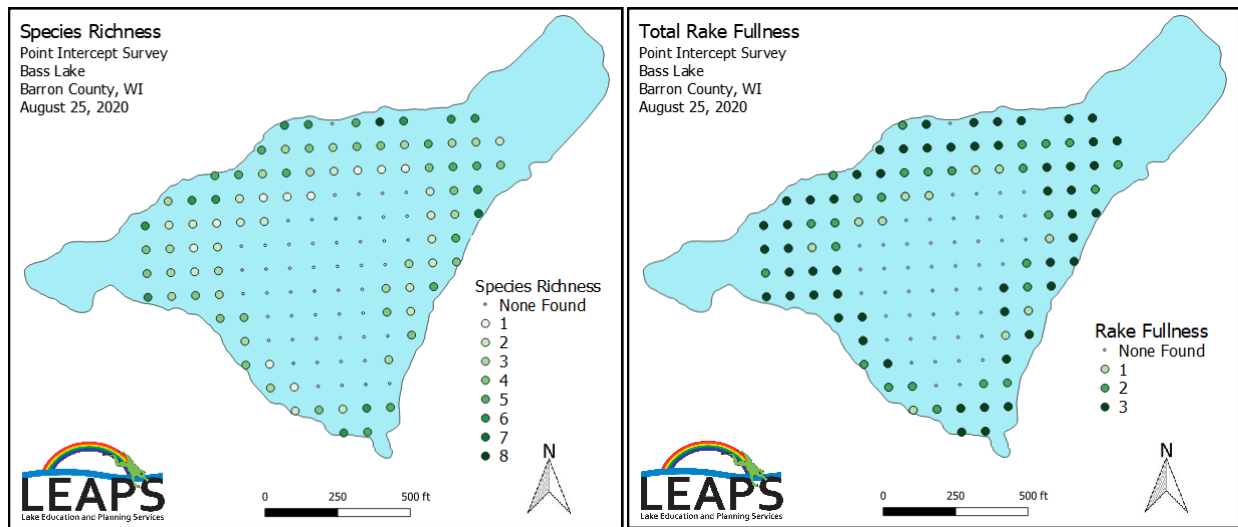 Species Richness
Point Intercept Survey
Bass Lake
Barron County, WI
August 25, 2020
Species Richness
None Found
1
2
3
4
5
6
7
8
LEAPS
Lake Education and Planning Services
0 250 500 ft
N
Total Rake Fullness
Point Intercept Survey
Bass Lake
Barron County, WI
August 25, 2020
Rake Fullness
None Found
1
2
3
LEAPS
Lake Education and Planning Services
0 250 500 ft
N